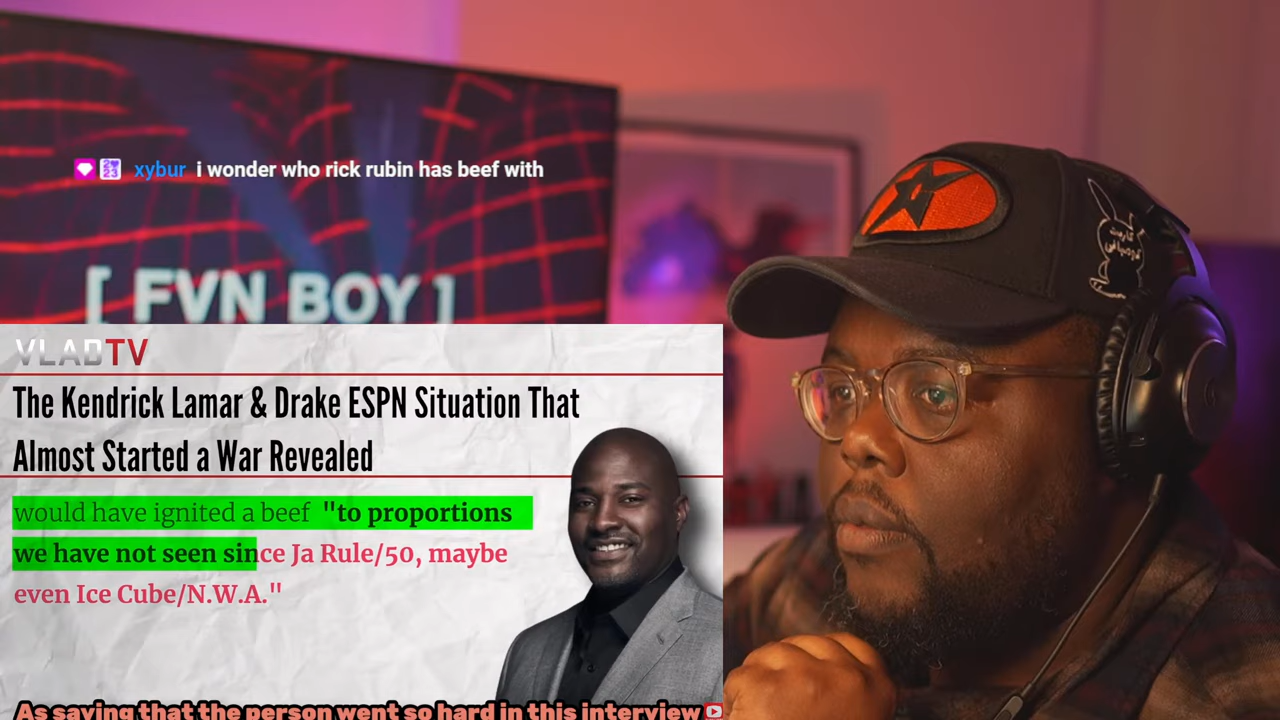 xybur i wonder who rick rubin has beef with
[ FVN BOY ]
VLADTV
The Kendrick Lamar & Drake ESPN Situation That
Almost Started a War Revealed
would have ignited a beef "to proportions
we have not seen since Ja Rule/50, maybe
even Ice Cube/N.W.A."
As saying that the person went so hard in this interview